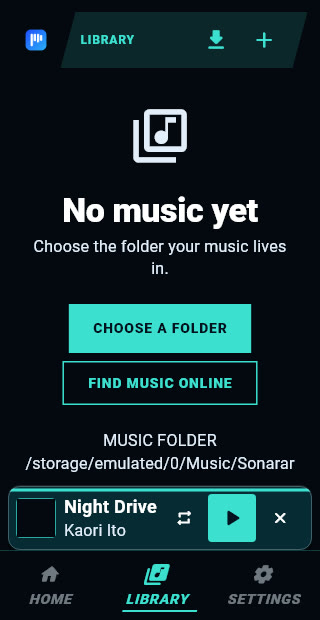 LIBRARY
No music yet
Choose the folder your music lives
in.
CHOOSE A FOLDER
FIND MUSIC ONLINE
MUSIC FOLDER
/storage/emulated/0/Music/Sonarar
Night Drive
Kaori Ito
HOME
LIBRARY
SETTINGS